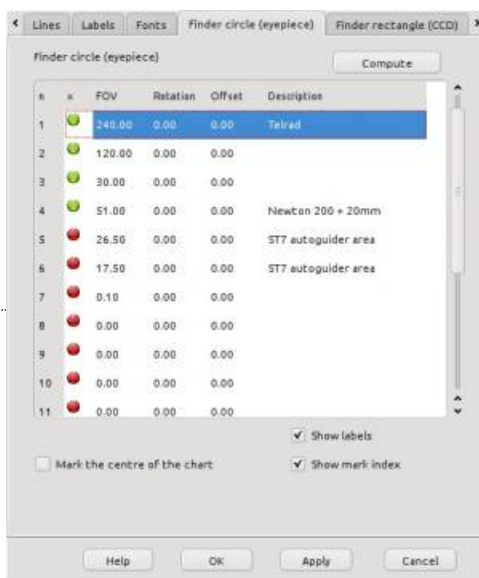 Lines Labels Fonts Finder circle (eyepiece) Finder rectangle (CCD)
Finder circle (eyepiece) Compute
n x FOV Rotation Offset Description
1 240.00 0.00 0.00 Telrad
2 120.00 0.00 0.00
3 30.00 0.00 0.00
4 51.00 0.00 0.00 Newton 200 + 20mm
5 26.50 0.00 0.00 ST7 autoguider area
6 17.50 0.00 0.00 ST7 autoguider area
7 0.10 0.00 0.00
8 0.00 0.00 0.00
9 0.00 0.00 0.00
10 0.00 0.00 0.00
11 0.00 0.00 0.00
Show labels
Mark the centre of the chart Show mark index
Help OK Apply Cancel